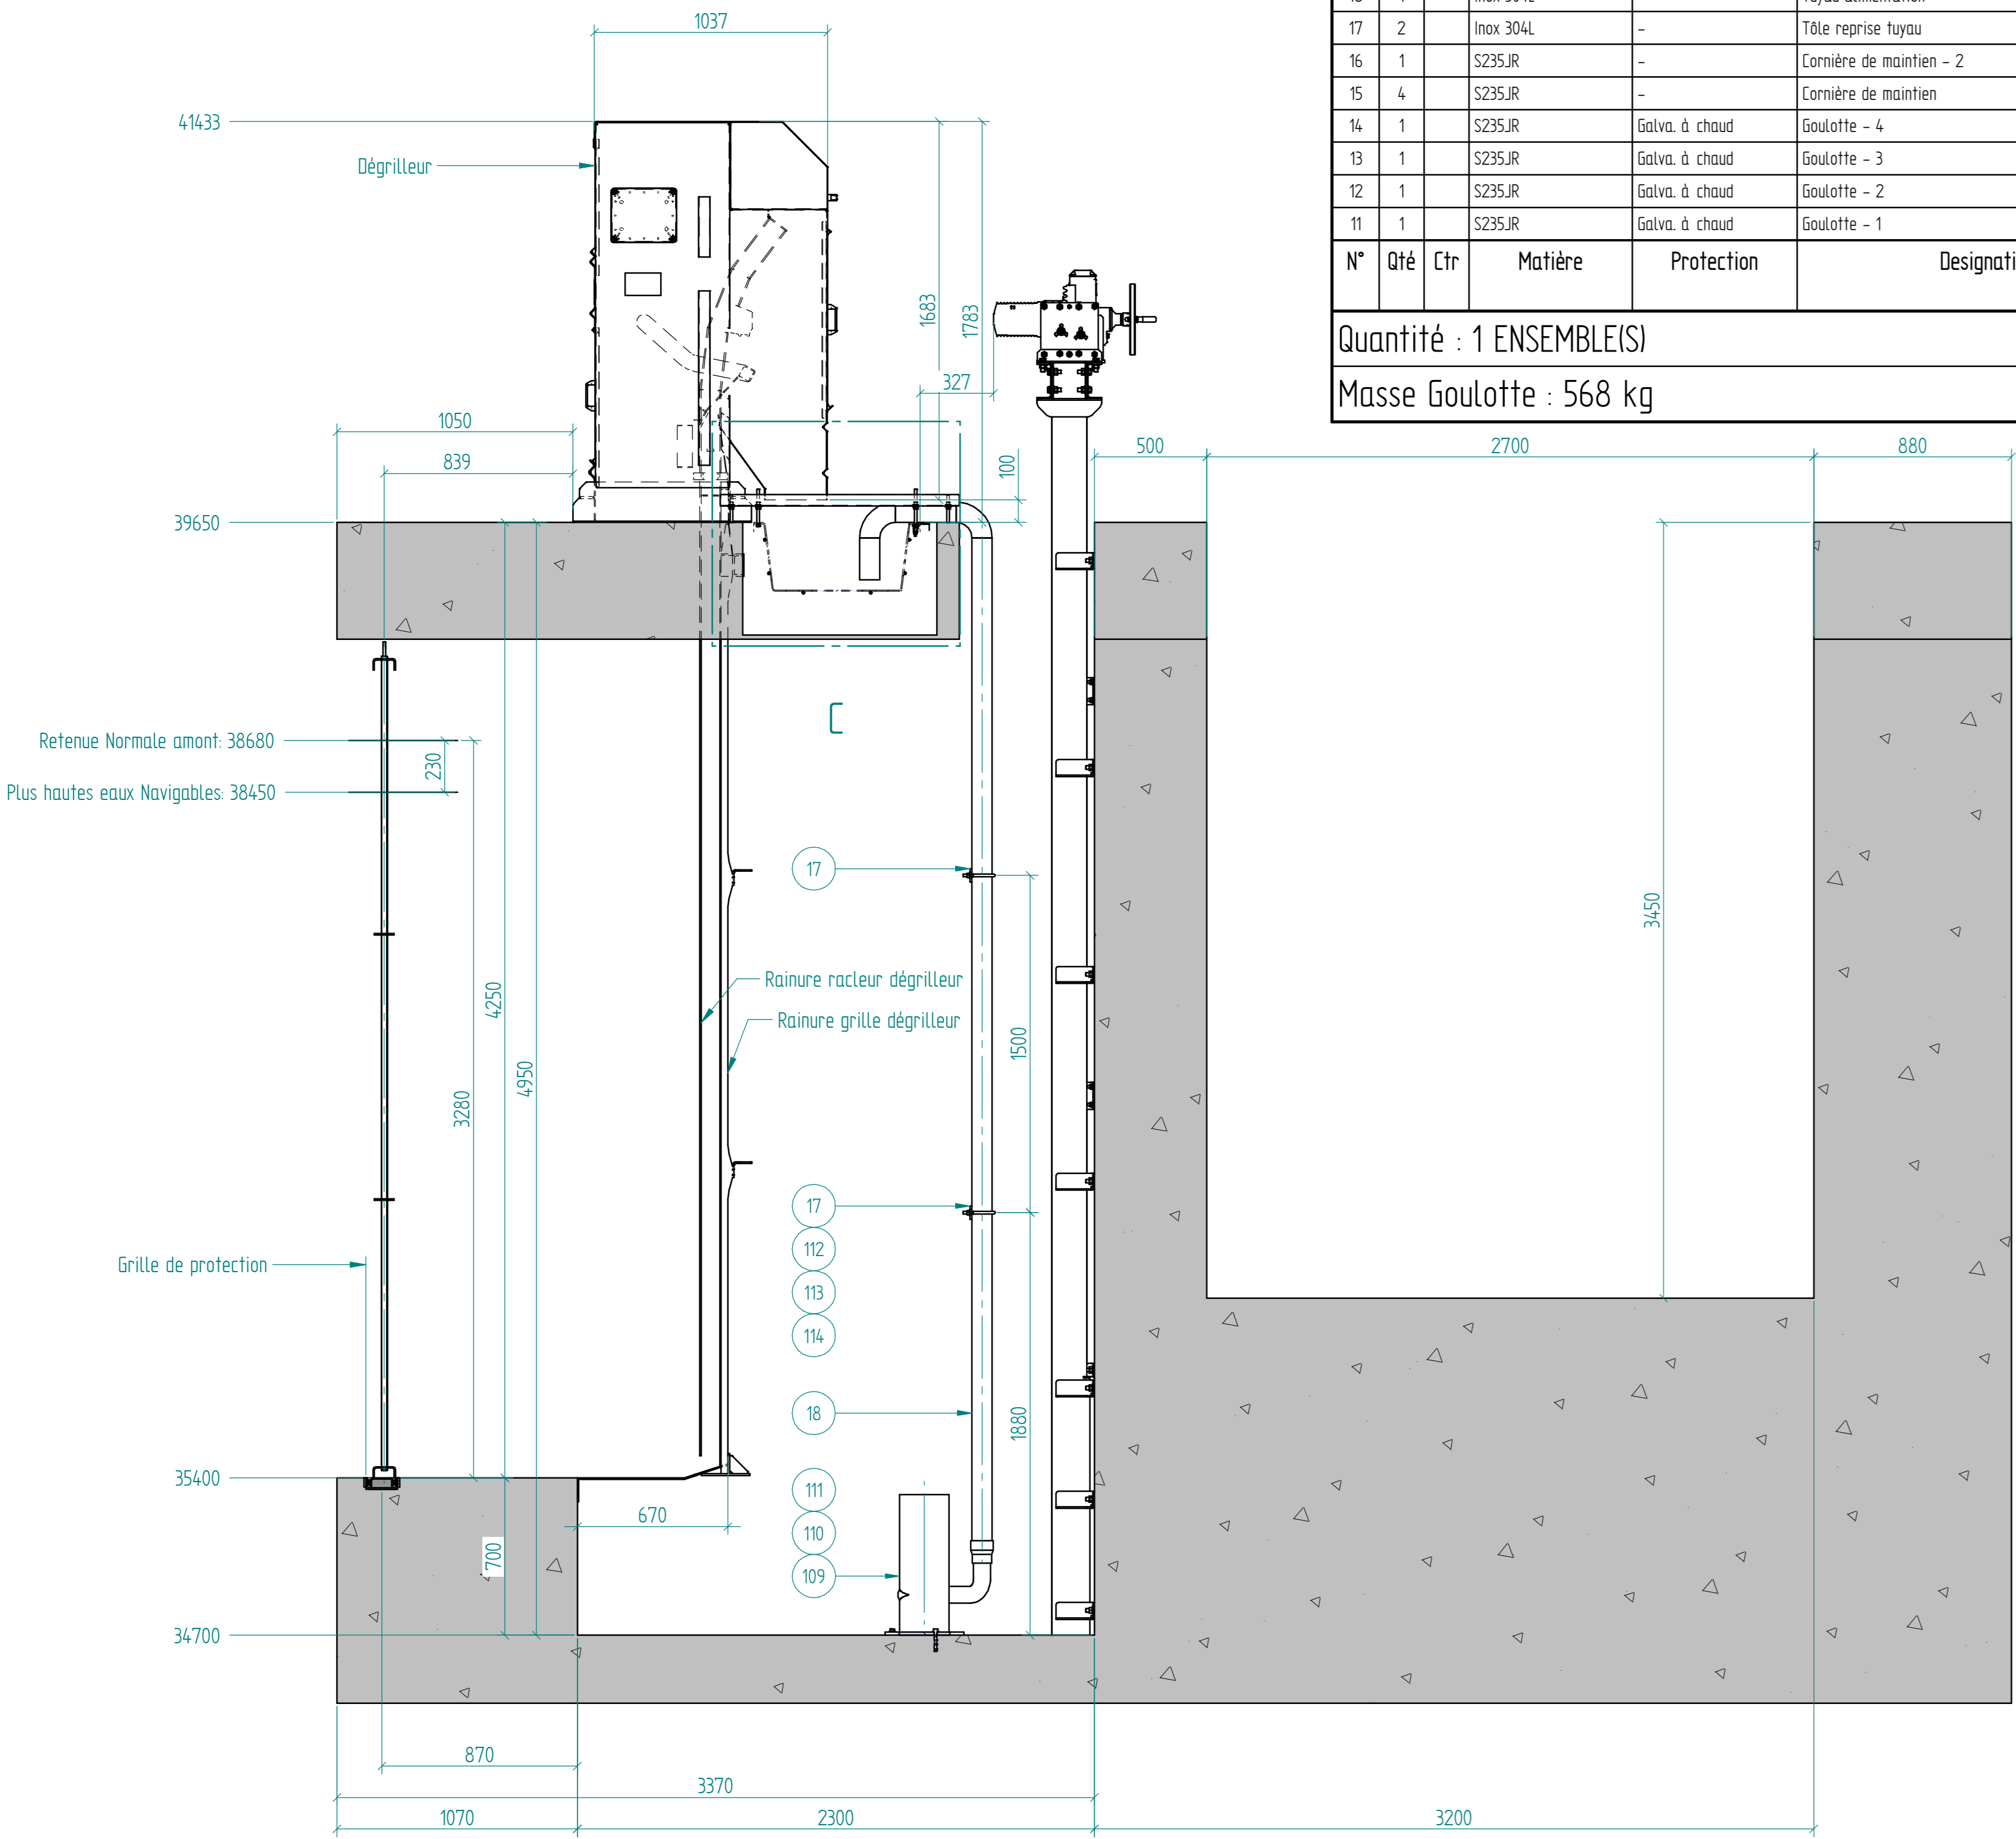 17 2 Inox 304L - Tôle reprise tuyau
16 1 S235JR - Cornière de maintien - 2
15 4 S235JR - Cornière de maintien
14 1 S235JR Galva. à chaud Goulotte - 4
13 1 S235JR Galva. à chaud Goulotte - 3
12 1 S235JR Galva. à chaud Goulotte - 2
11 1 S235JR Galva. à chaud Goulotte - 1
N° Qté Ctr Matière Protection Designati
Quantité : 1 ENSEMBLE(S)
Masse Goulotte : 568 kg
1037
41433
Dégrilleur
1683
1783
327
1050
839
100
500
2700
880
39650
C
Retenue Normale amont: 38680
230
Plus hautes eaux Navigables: 38450
17
3450
Rainure racleur dégrilleur
Rainure grille dégrilleur
4250
4950
3280
1500
17
112
113
114
Grille de protection
18
1880
35400
111
110
109
670
700
34700
870
3370
1070
2300
3200